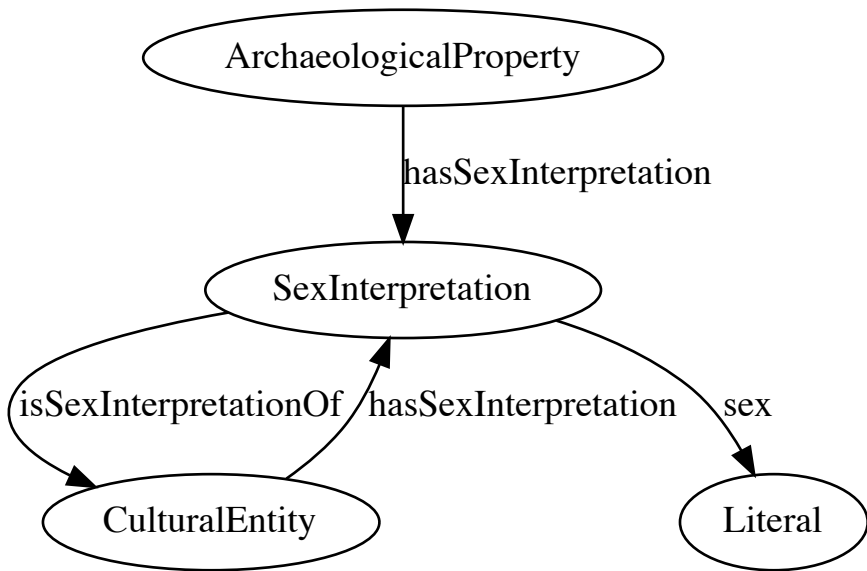 ArchaeologicalProperty
hasSexInterpretation
SexInterpretation
isSexInterpretationOf
hasSexInterpretation
sex
CulturalEntity
Literal